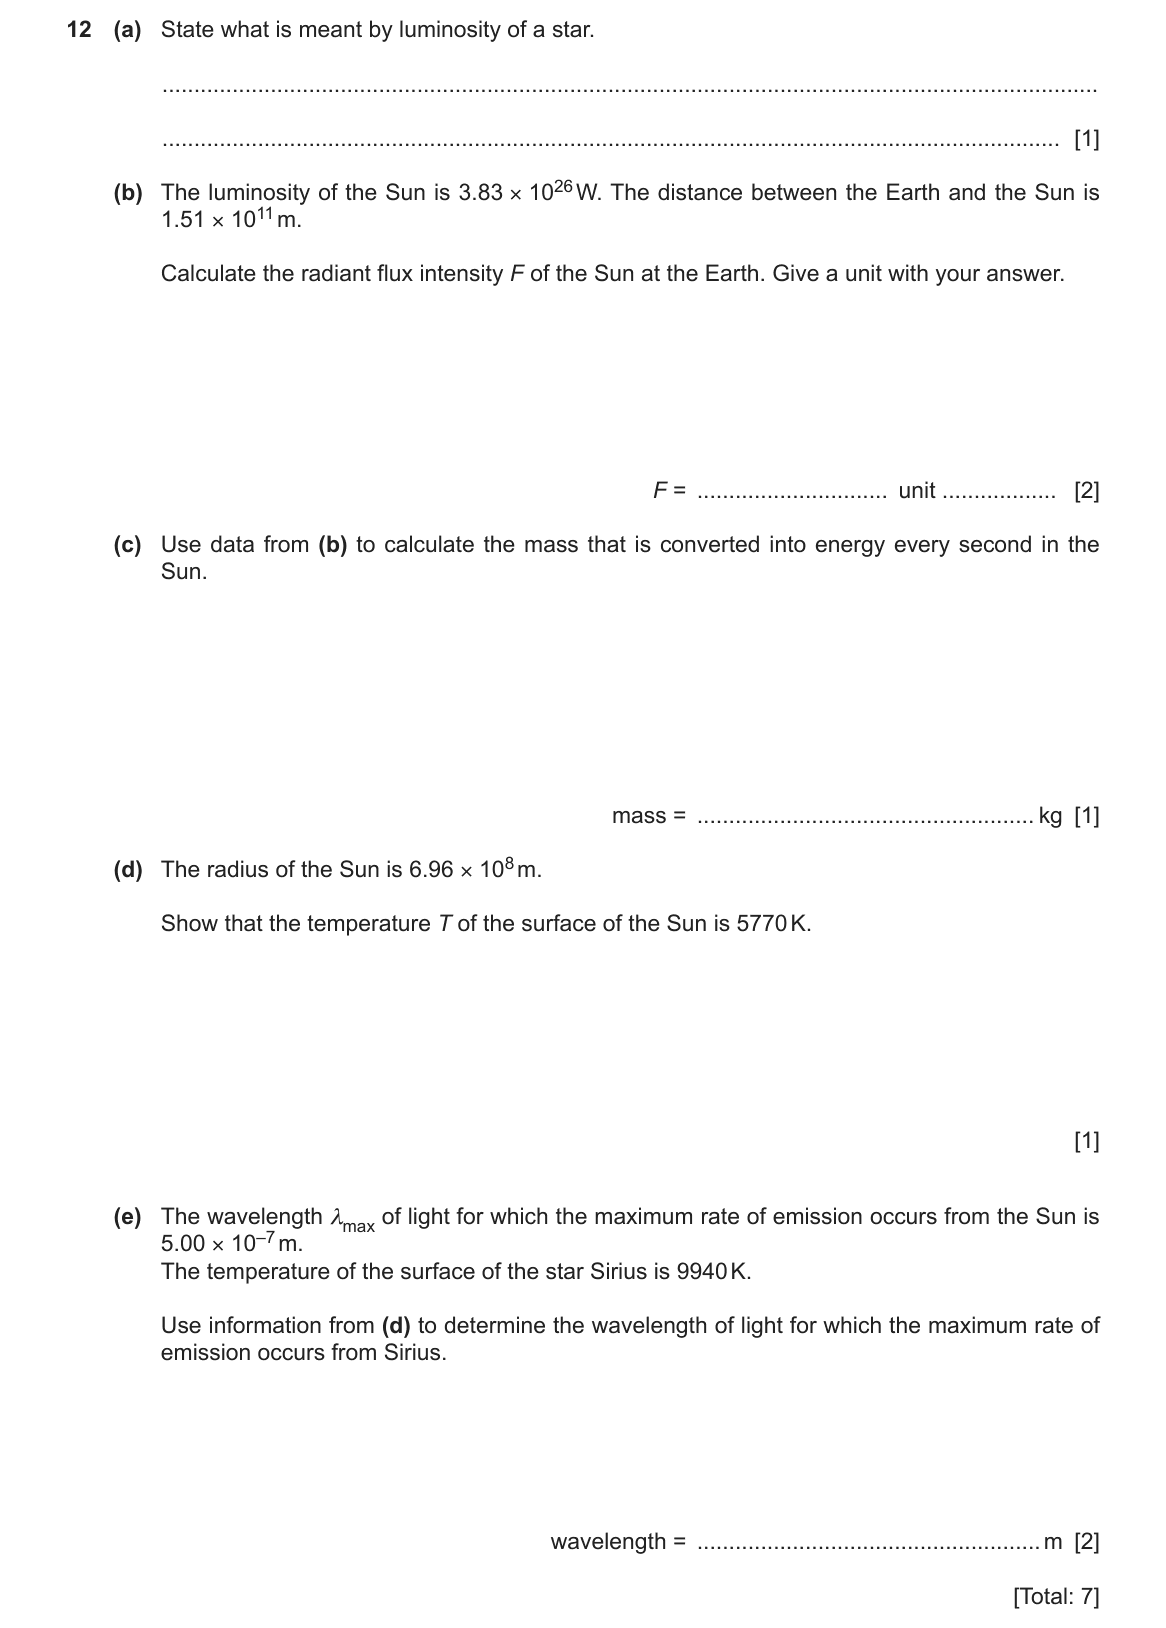 12 (a) State what is meant by luminosity of a star.
..........................................................................................................................................
..................................................................................................................................... [1]
(b) The luminosity of the Sun is 3.83 × 10²⁶ W. The distance between the Earth and the Sun is
1.51 × 10¹¹ m.
Calculate the radiant flux intensity F of the Sun at the Earth. Give a unit with your answer.
F = .............................. unit .................. [2]
(c) Use data from (b) to calculate the mass that is converted into energy every second in the
Sun.
mass = ..................................................... kg [1]
(d) The radius of the Sun is 6.96 × 10⁸ m.
Show that the temperature T of the surface of the Sun is 5770 K.
[1]
(e) The wavelength λmax of light for which the maximum rate of emission occurs from the Sun is
5.00 × 10⁻⁷ m.
The temperature of the surface of the star Sirius is 9940 K.
Use information from (d) to determine the wavelength of light for which the maximum rate of
emission occurs from Sirius.
wavelength = ...................................................... m [2]
[Total: 7]